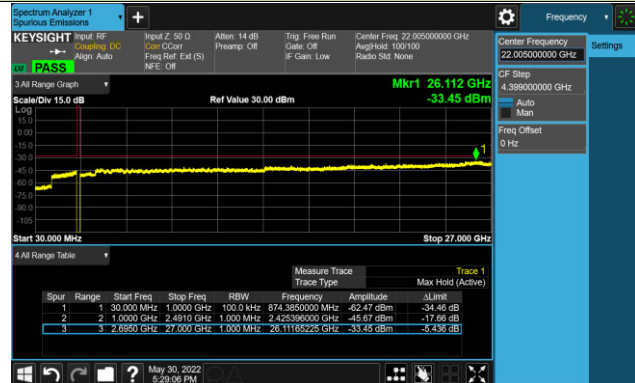 Spectrum Analyzer 1
Spurious Emissions
+
Frequency
KEYSIGHT
Input: RF
Coupling: DC
Align: Auto
Input Z: 50 Ω
Corr CCorr
Freq Ref: Ext (S)
NFE: Off
Atten: 14 dB
Preamp: Off
Trig: Free Run
Gate: Off
IF Gain: Low
Center Freq: 22.005000000 GHz
Avg|Hold: 100/100
Radio Std: None
PASS
Center Frequency
22.005000000 GHz
Settings
CF Step
4.399000000 GHz
Auto
Man
Freq Offset
0 Hz
3 All Range Graph
Mkr1 26.112 GHz
Scale/Div 15.0 dB
Ref Value 30.00 dBm
-33.45 dBm
Log
15.0
0.00
-15.0
-30.0
-45.0
-60.0
-75.0
-90.0
-105
1
Start 30.000 MHz
Stop 27.000 GHz
4 All Range Table
Measure Trace Trace 1
Trace Type Max Hold (Active)
Spur Range Start Freq Stop Freq RBW Frequency Amplitude ΔLimit
1 1 30.000 MHz 1.0000 GHz 100.0 kHz 874.3850000 MHz -62.47 dBm -34.46 dB
2 2 1.0000 GHz 2.4910 GHz 1.000 MHz 2.425396000 GHz -45.67 dBm -17.66 dB
3 3 2.6950 GHz 27.000 GHz 1.000 MHz 26.11165225 GHz -33.45 dBm -5.436 dB
?
May 30, 2022
5:29:06 PM